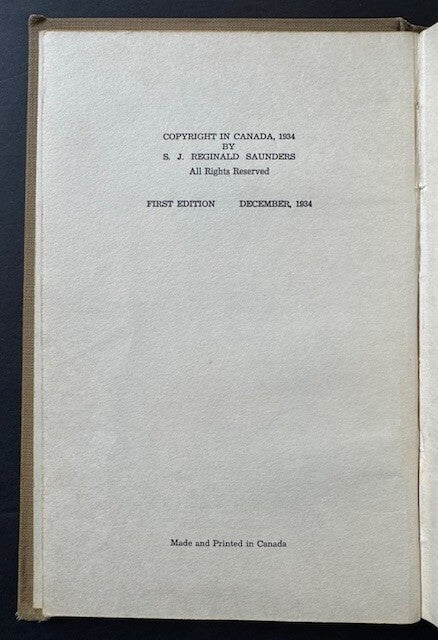 COPYRIGHT IN CANADA, 1934
BY
S. J. REGINALD SAUNDERS
All Rights Reserved
FIRST EDITION DECEMBER, 1934
Made and Printed in Canada